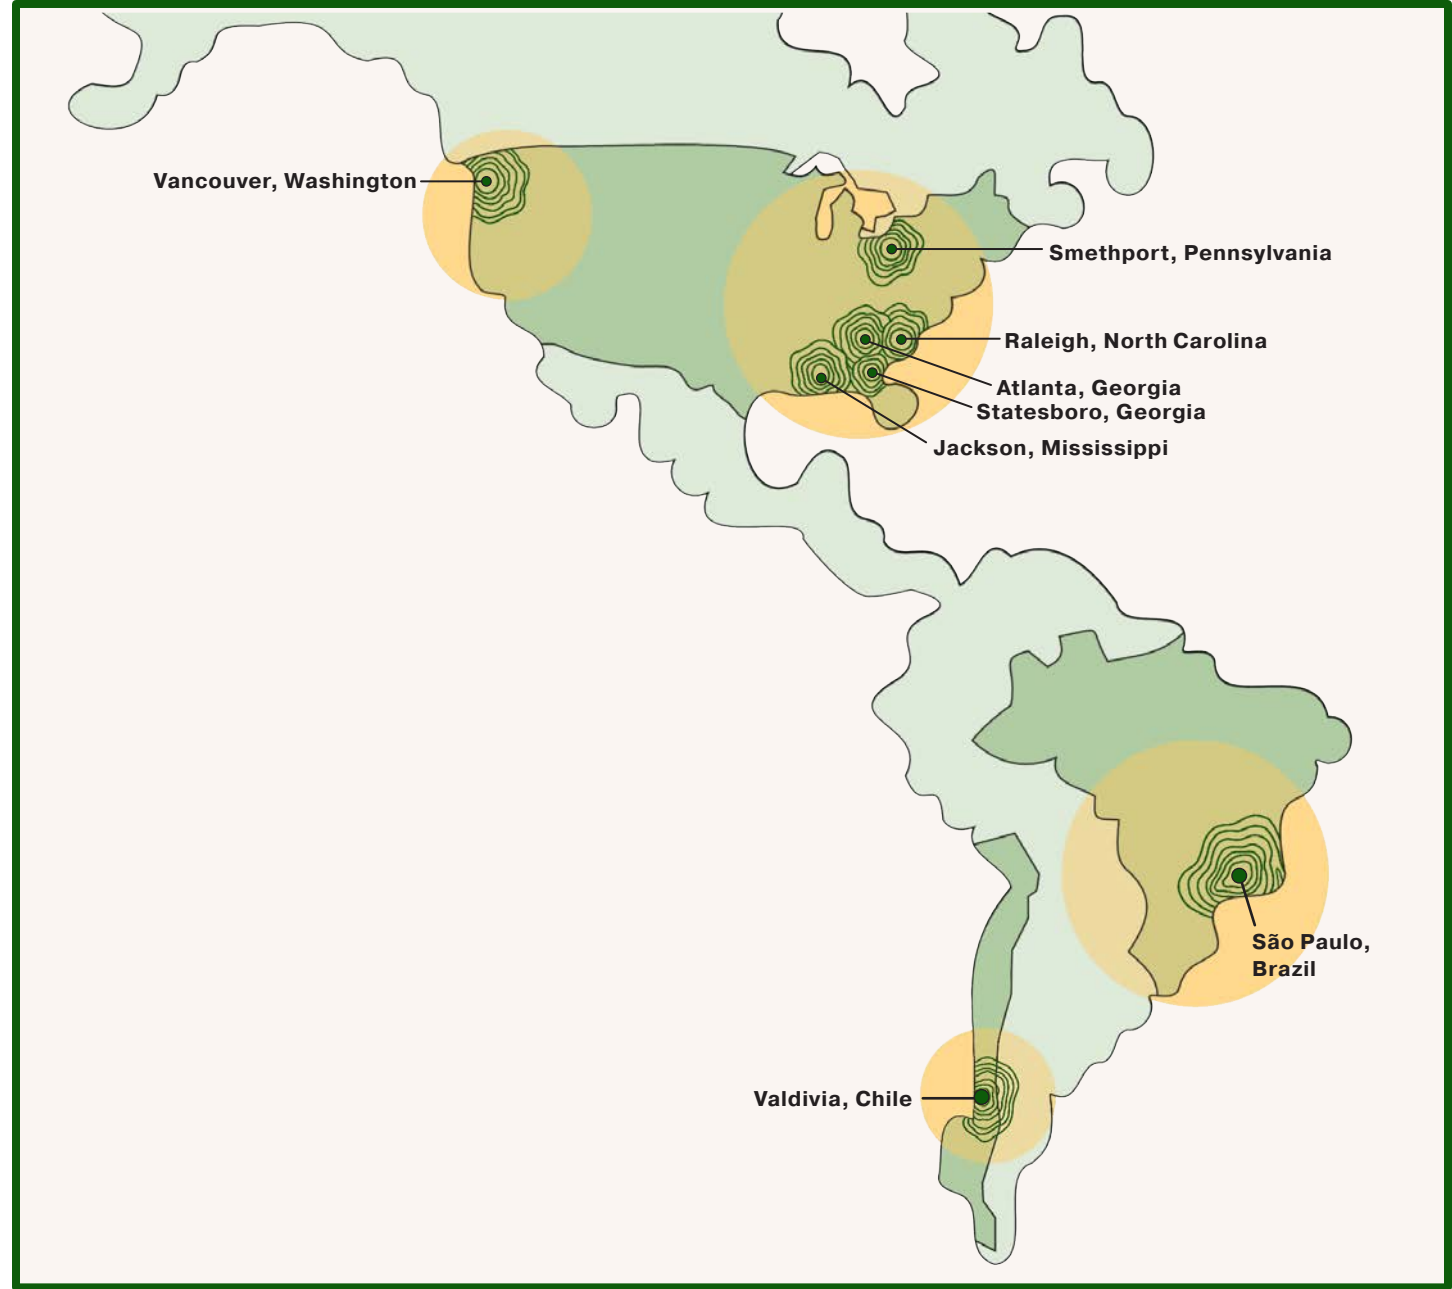 Vancouver, Washington
Smethport, Pennsylvania
Raleigh, North Carolina
Atlanta, Georgia
Statesboro, Georgia
Jackson, Mississippi
São Paulo,
Brazil
Valdivia, Chile